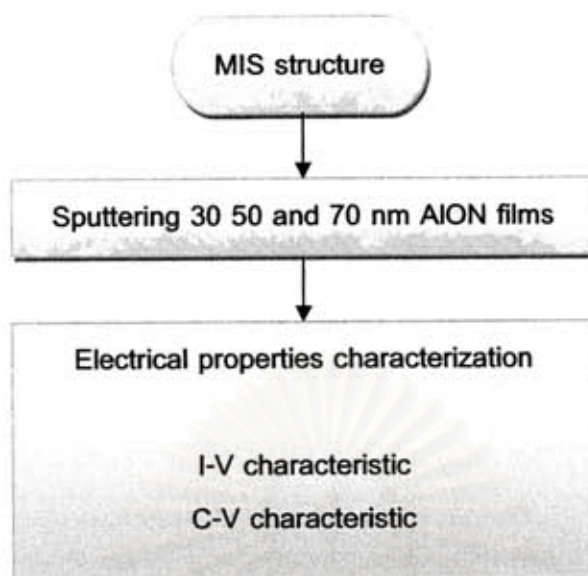 MIS structure
Sputtering 30 50 and 70 nm AlON films
Electrical properties characterization
I-V characteristic
C-V characteristic